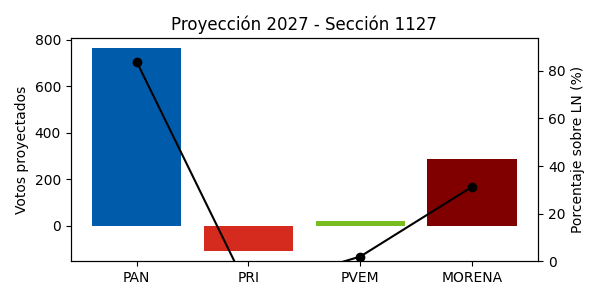 Proyección 2027 - Sección 1127
Votos proyectados
800
600
400
200
0
80
60
40
20
0
Porcentaje sobre LN (%)
PAN PRI PVEM MORENA